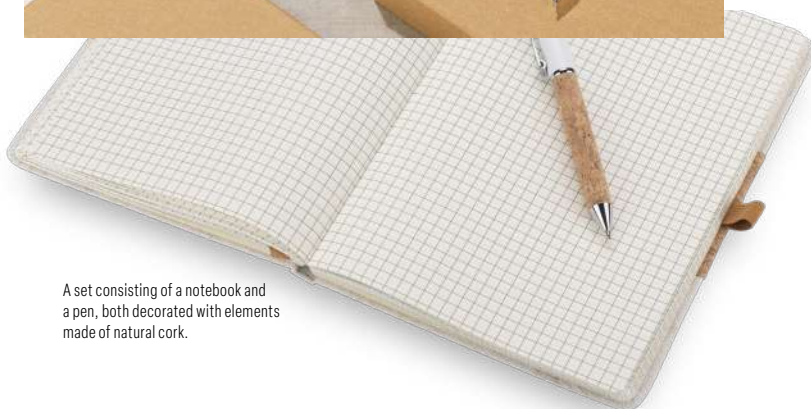 A set consisting of a notebook and
a pen, both decorated with elements
made of natural cork.